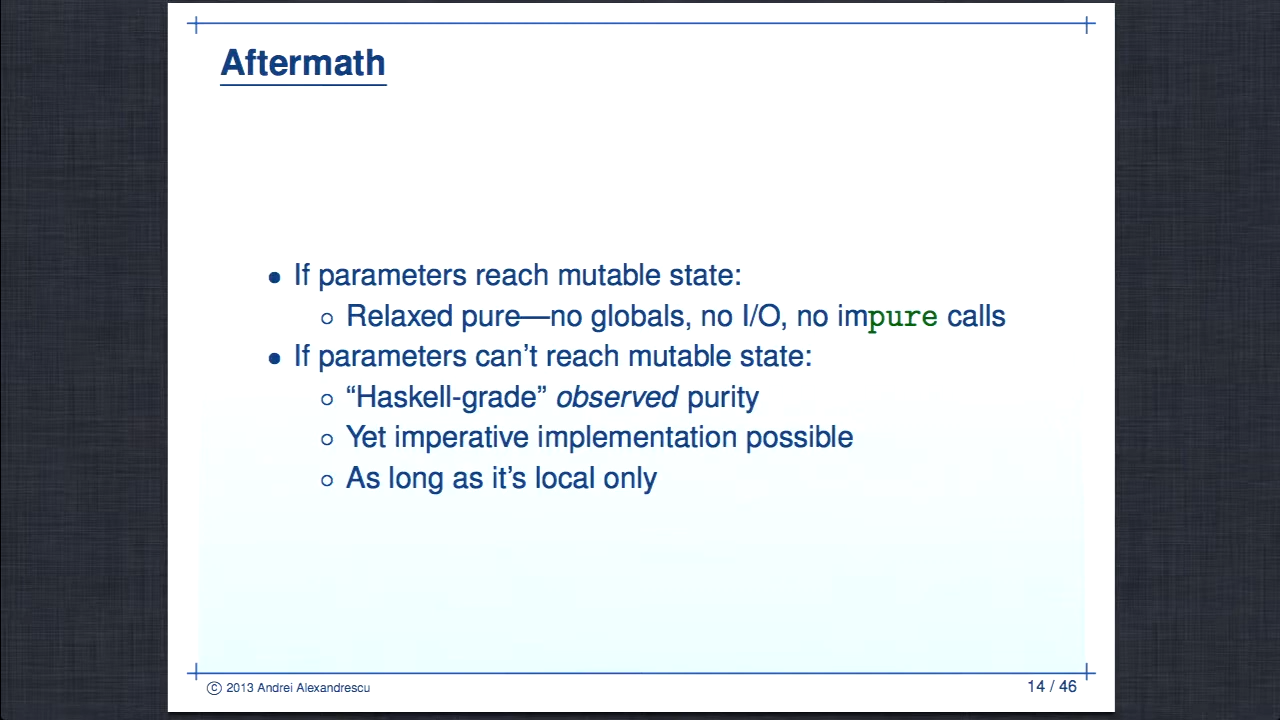 Aftermath
• If parameters reach mutable state:
○ Relaxed pure—no globals, no I/O, no impure calls
• If parameters can’t reach mutable state:
○ “Haskell-grade” observed purity
○ Yet imperative implementation possible
○ As long as it’s local only
© 2013 Andrei Alexandrescu
14 / 46